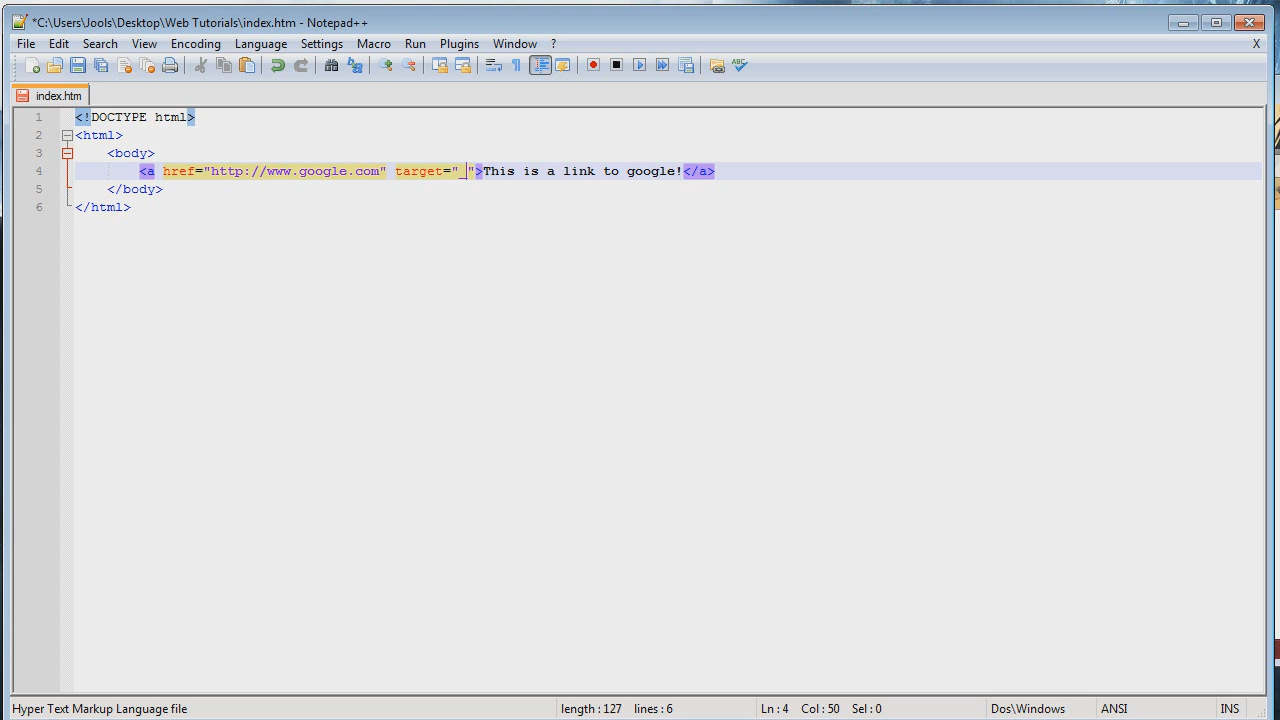 *C:\Users\Jools\Desktop\Web Tutorials\index.htm - Notepad++
File Edit Search View Encoding Language Settings Macro Run Plugins Window ? X
index.htm
1 <!DOCTYPE html>
2 <html>
3 <body>
4 <a href="http://www.google.com" target="_">This is a link to google!</a>
5 </body>
6 </html>
Hyper Text Markup Language file length : 127 lines : 6 Ln : 4 Col : 50 Sel : 0 Dos\Windows ANSI INS